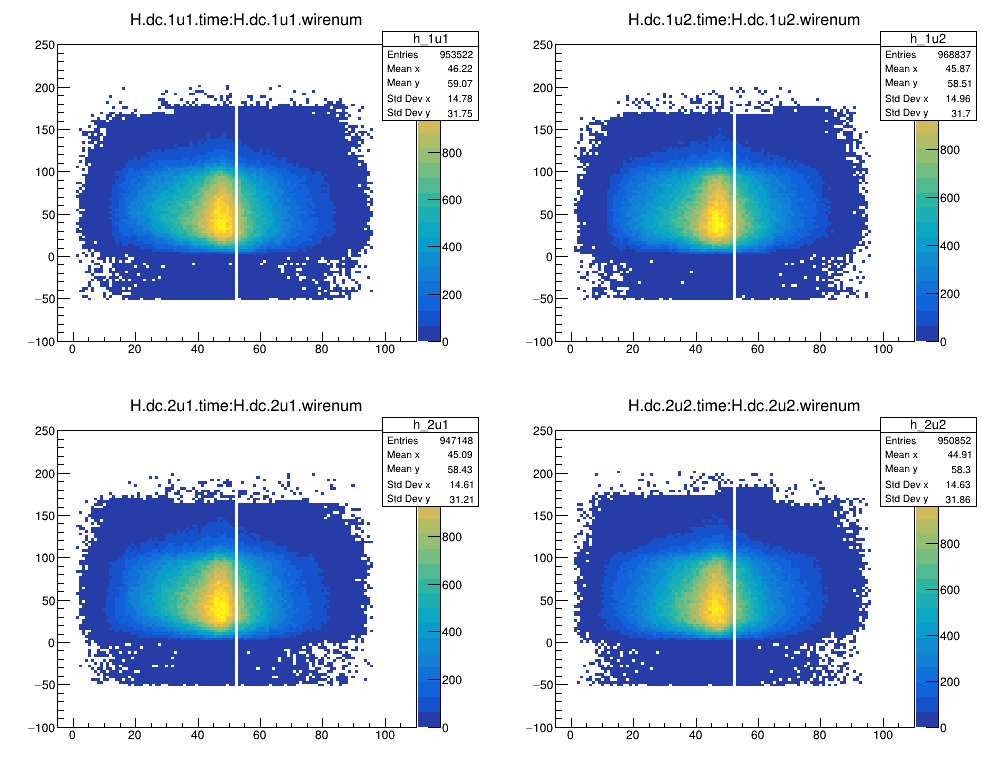 H.dc.1u1.time:H.dc.1u1.wirenum
h_1u1
Entries 953522
Mean x 46.22
Mean y 59.07
Std Dev x 14.78
Std Dev y 31.75
250
200
150
100
50
0
−50
−100
0 20 40 60 80 100
800
600
400
200
0
H.dc.1u2.time:H.dc.1u2.wirenum
h_1u2
Entries 968837
Mean x 45.87
Mean y 58.51
Std Dev x 14.96
Std Dev y 31.7
250
200
150
100
50
0
−50
−100
0 20 40 60 80 100
800
600
400
200
0
H.dc.2u1.time:H.dc.2u1.wirenum
h_2u1
Entries 947148
Mean x 45.09
Mean y 58.43
Std Dev x 14.61
Std Dev y 31.21
250
200
150
100
50
0
−50
−100
0 20 40 60 80 100
800
600
400
200
0
H.dc.2u2.time:H.dc.2u2.wirenum
h_2u2
Entries 950852
Mean x 44.91
Mean y 58.3
Std Dev x 14.63
Std Dev y 31.86
250
200
150
100
50
0
−50
−100
0 20 40 60 80 100
800
600
400
200
0